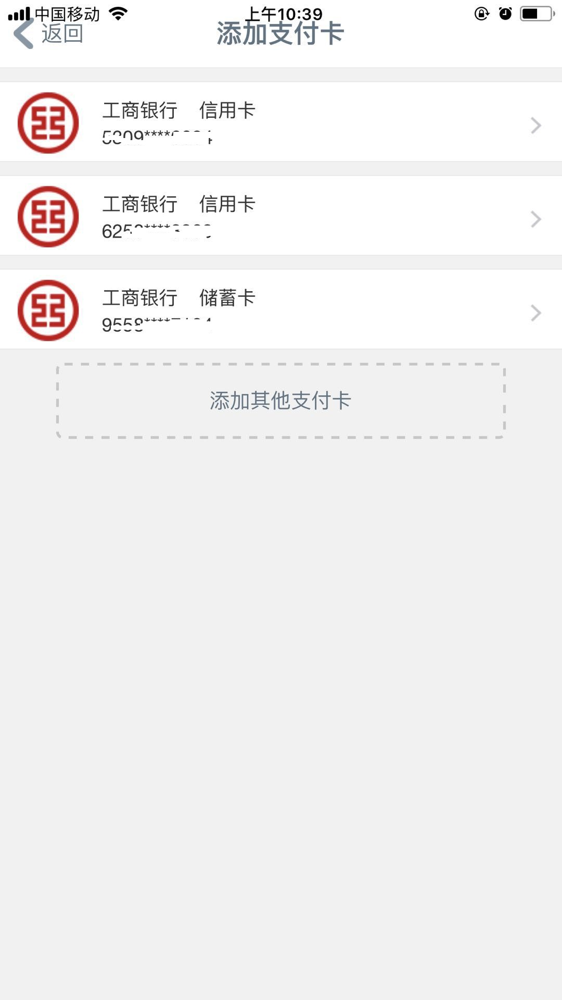 中国移动
上午10:39
返回
添加支付卡
工商银行 信用卡
工商银行 信用卡
工商银行 储蓄卡
添加其他支付卡